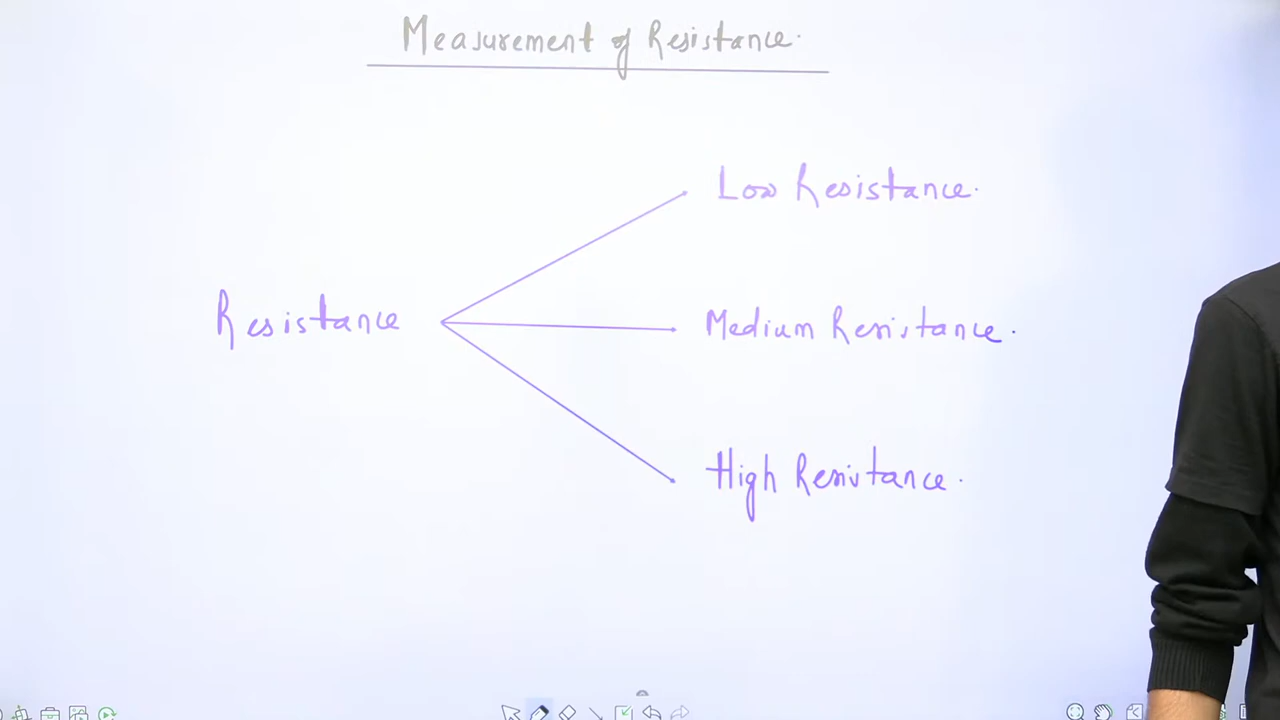 Measurement of Resistance.
Low Resistance.
Resistance
Medium Resistance.
High Resistance.